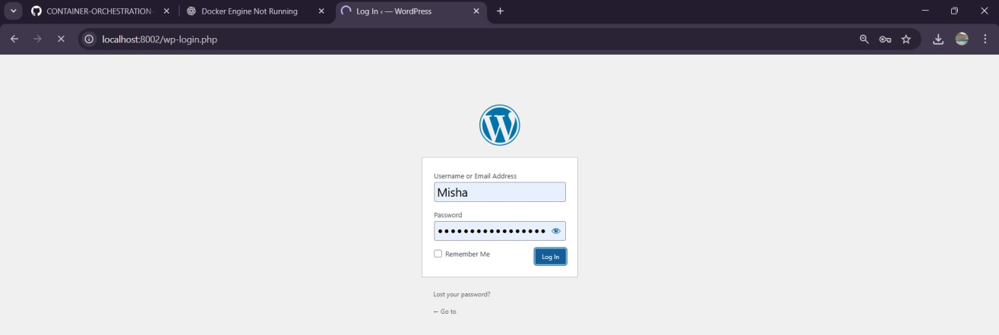 CONTAINER-ORCHESTRATION-
Docker Engine Not Running
Log In ‹ — WordPress
localhost:8002/wp-login.php
Username or Email Address
Misha
Password
•••••••••••••••••
Remember Me
Log In
Lost your password?
← Go to